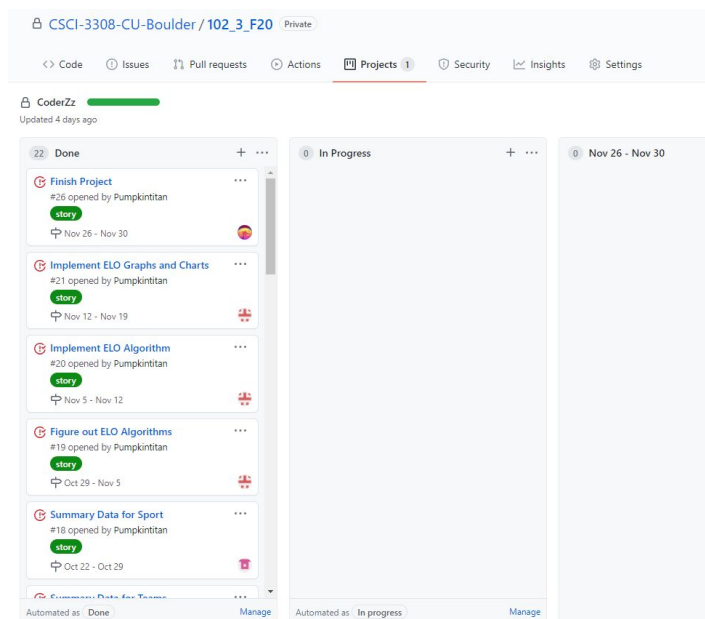 CSCI-3308-CU-Boulder / 102_3_F20 Private
Code Issues Pull requests Actions Projects 1 Security Insights Settings
CoderZz
Updated 4 days ago
22 Done
Finish Project
#26 opened by Pumpkintitan
story
Nov 26 - Nov 30
Implement ELO Graphs and Charts
#21 opened by Pumpkintitan
story
Nov 12 - Nov 19
Implement ELO Algorithm
#20 opened by Pumpkintitan
story
Nov 5 - Nov 12
Figure out ELO Algorithms
#19 opened by Pumpkintitan
story
Oct 29 - Nov 5
Summary Data for Sport
#18 opened by Pumpkintitan
story
Oct 22 - Oct 29
Summary Data for Teams
Automated as Done Manage
0 In Progress
Automated as In progress Manage
0 Nov 26 - Nov 30